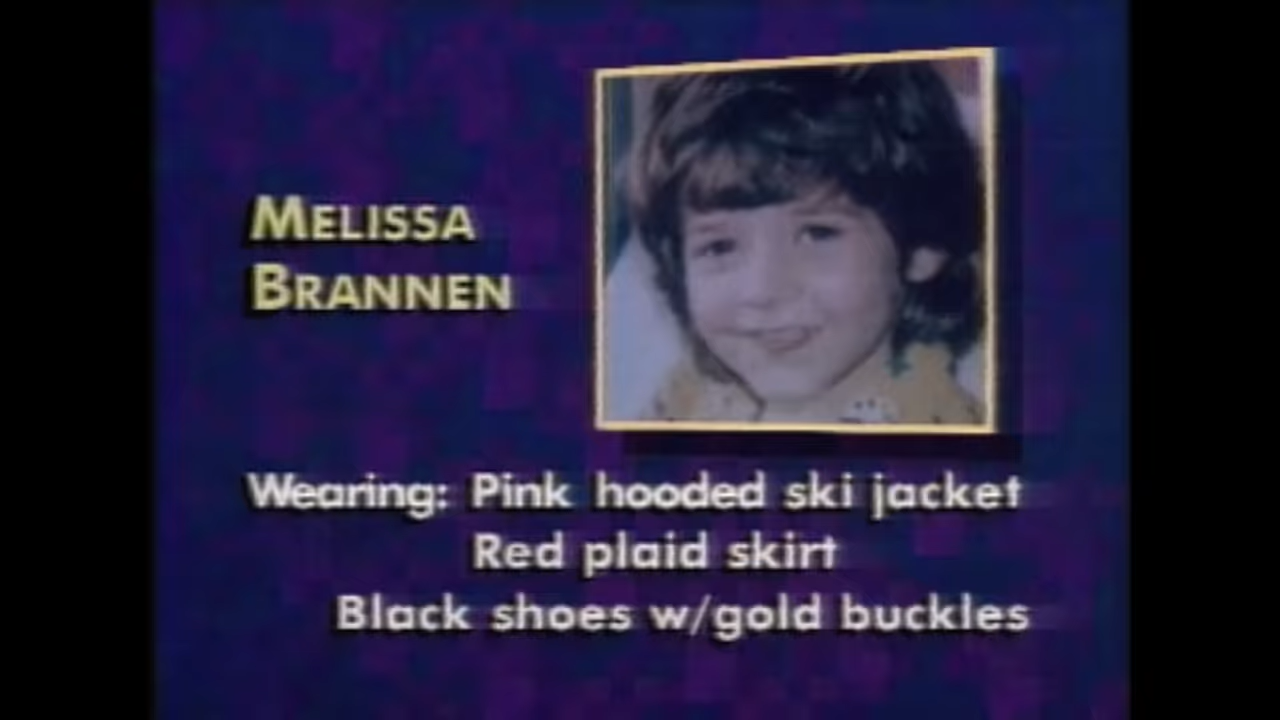 MELISSA
BRANNEN
Wearing: Pink hooded ski jacket
Red plaid skirt
Black shoes w/gold buckles